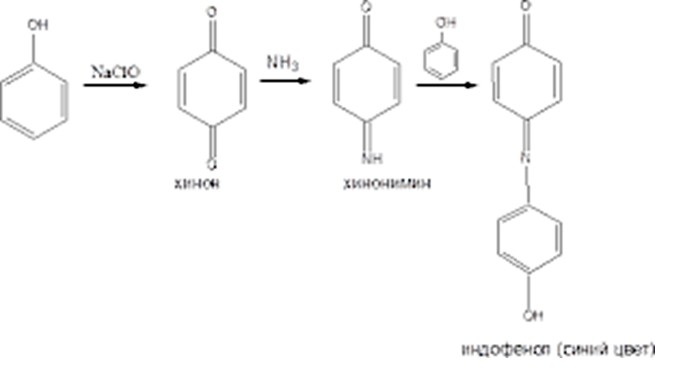 OH
NaClO
O
O
хинон
NH₃
O
NH
хинонимин
OH
O
N
OH
индофенол (синий цвет)